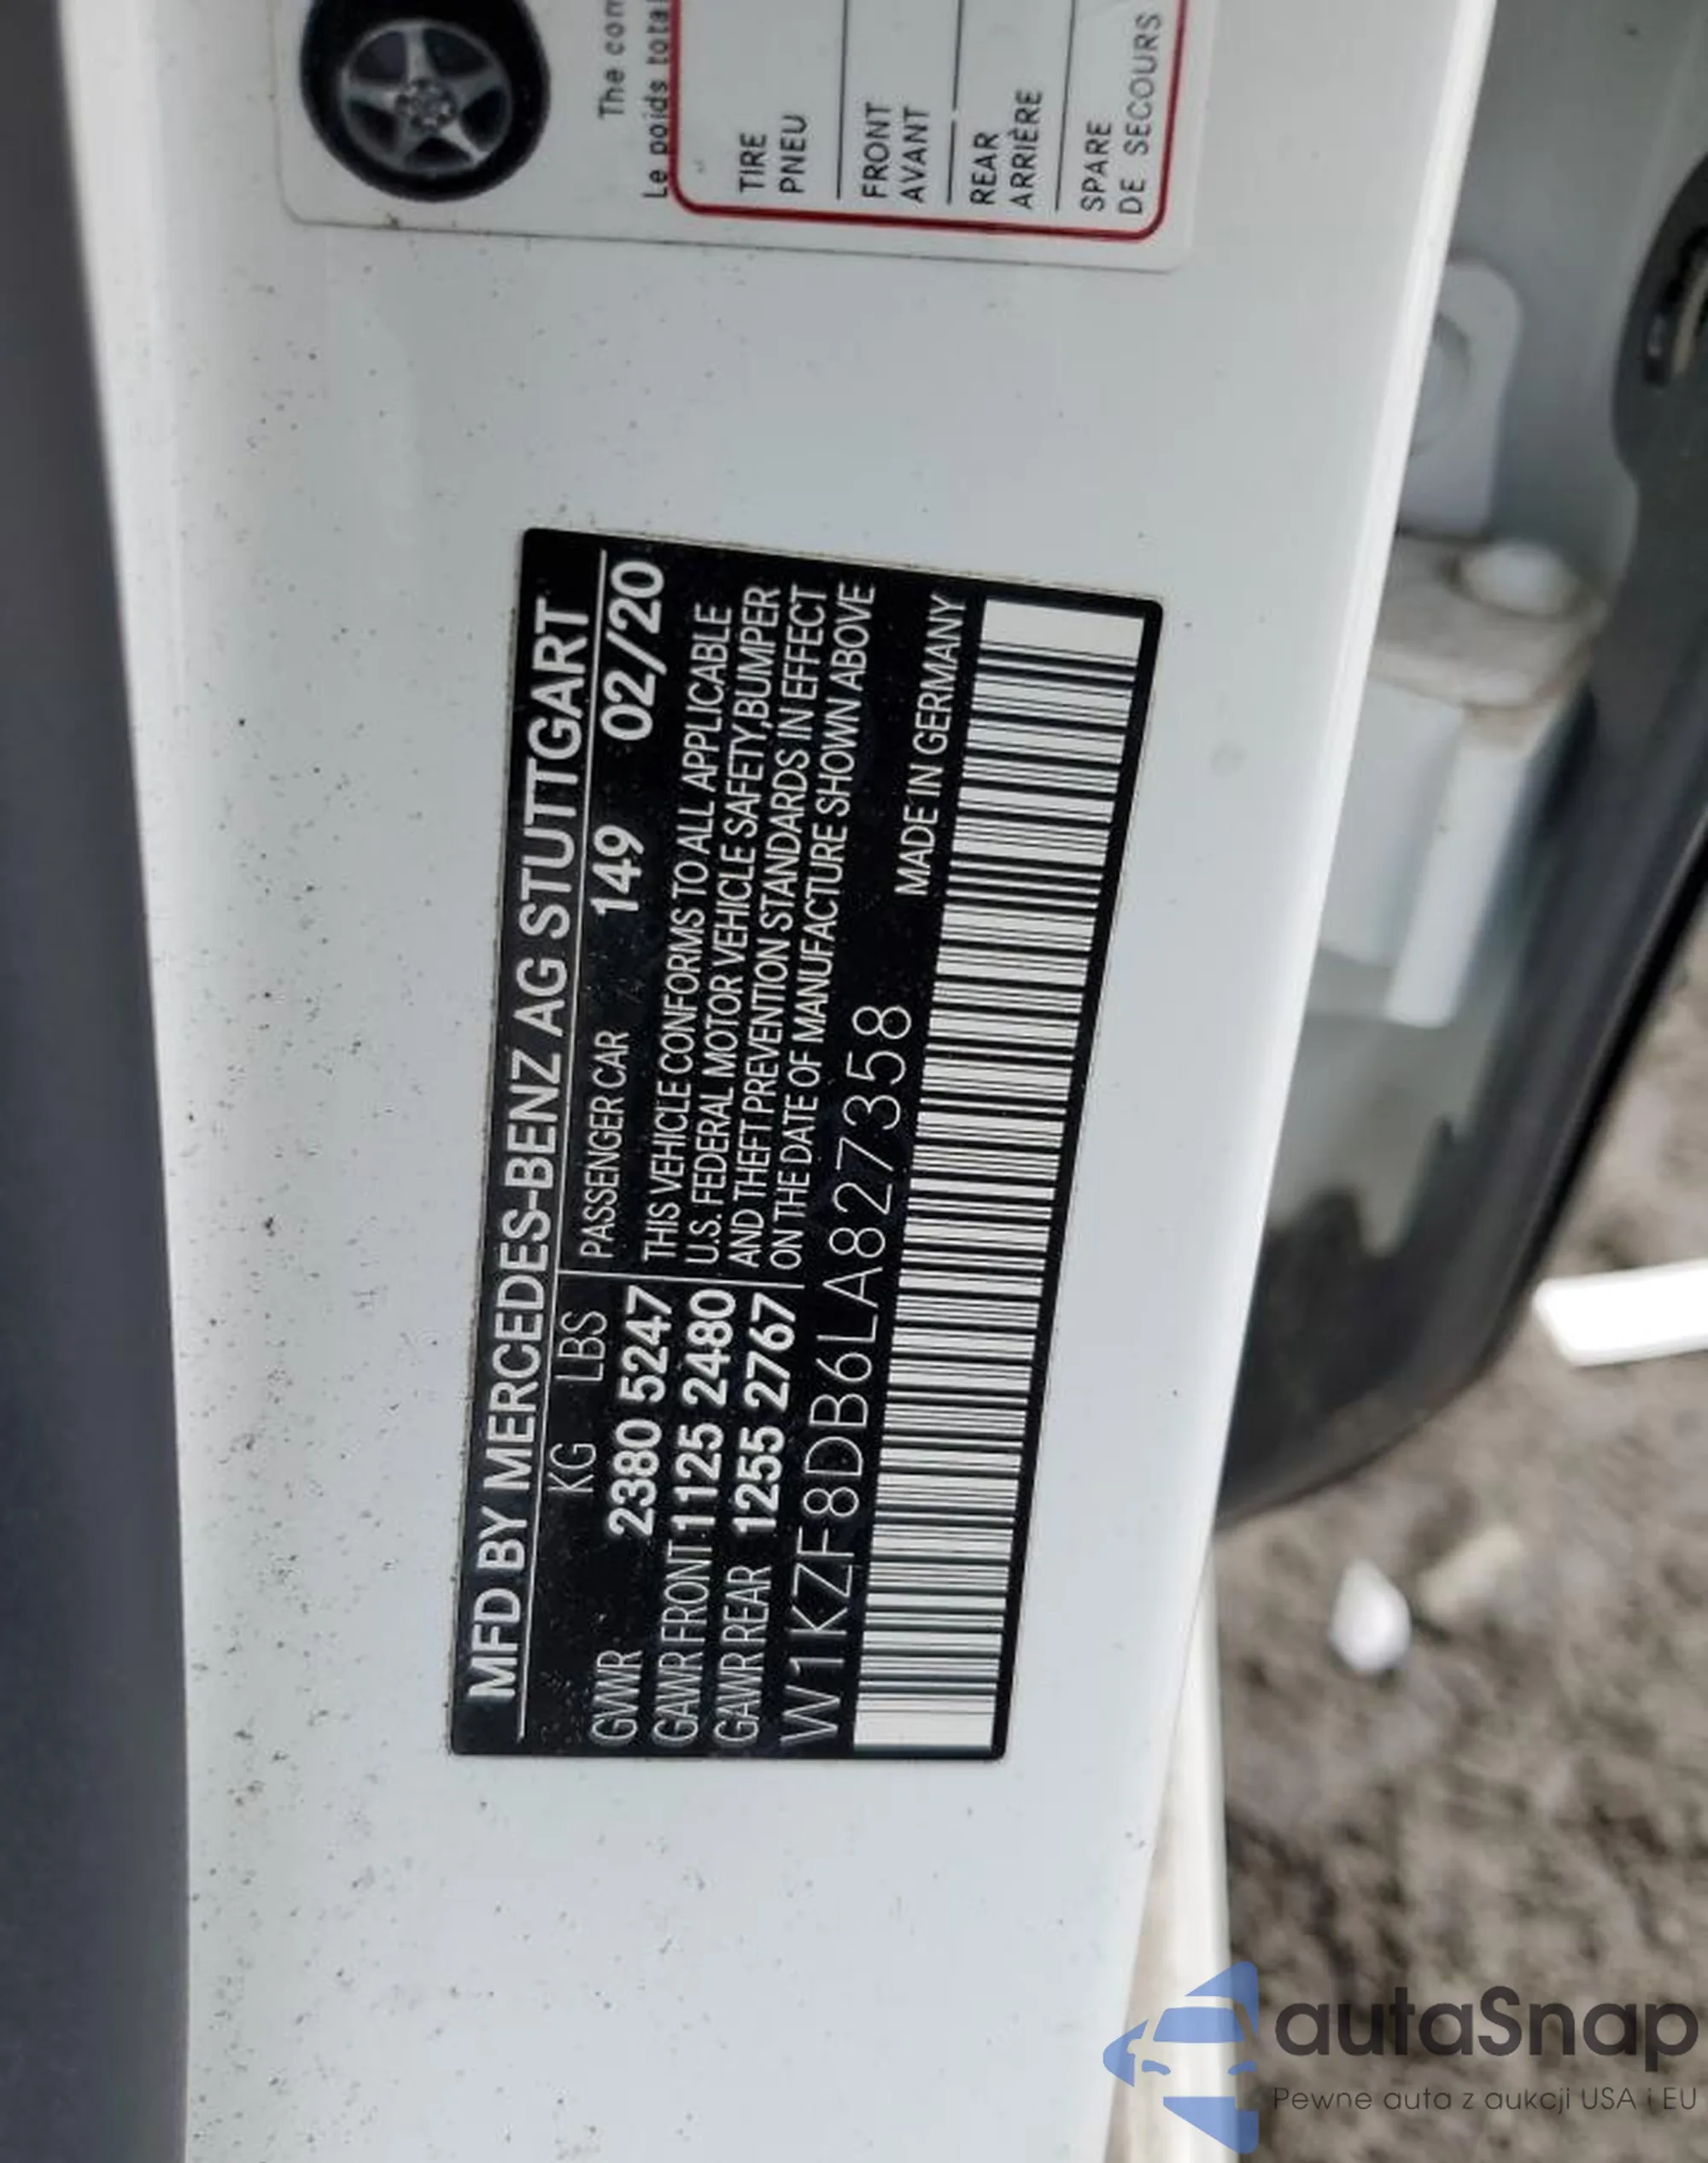 The com
Le poids total
TIRE
PNEU
FRONT
AVANT
REAR
ARRIÈRE
SPARE
DE SECOURS
MFD BY MERCEDES-BENZ AG STUTTGART
KG LBS PASSENGER CAR 149 02/20
GVWR 2380 5247
GAWR FRONT 1125 2480
GAWR REAR 1255 2767
THIS VEHICLE CONFORMS TO ALL APPLICABLE
U.S. FEDERAL MOTOR VEHICLE SAFETY,BUMPER
AND THEFT PREVENTION STANDARDS IN EFFECT
ON THE DATE OF MANUFACTURE SHOWN ABOVE
W1KZF8DB6LA827358
MADE IN GERMANY
autaSnap
Pewne auta z aukcji USA i EU